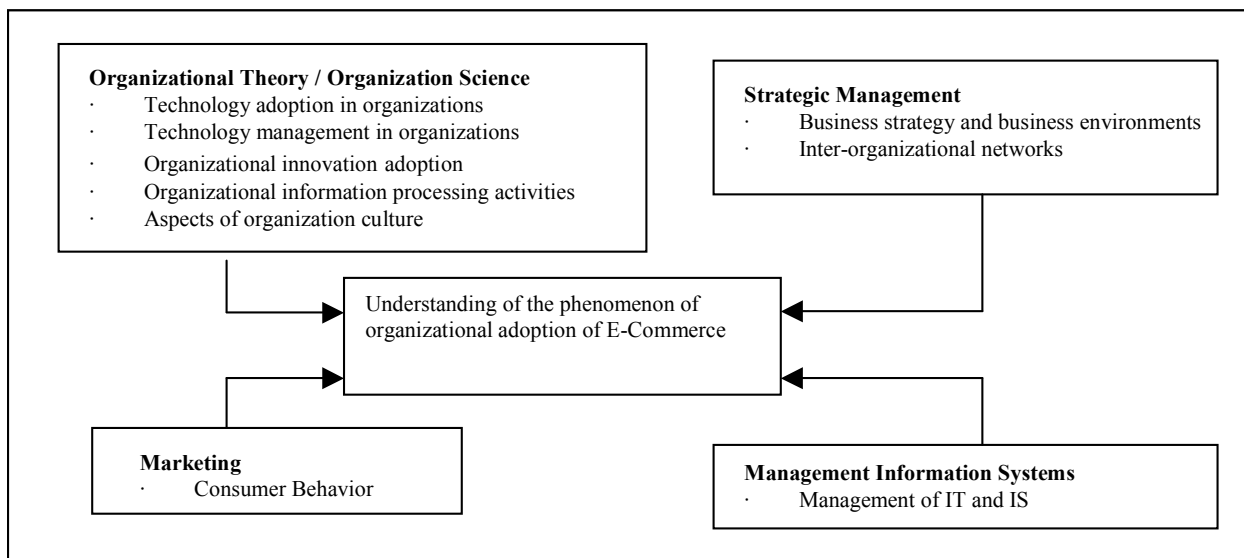 Organizational Theory / Organization Science
· Technology adoption in organizations
· Technology management in organizations
· Organizational innovation adoption
· Organizational information processing activities
· Aspects of organization culture
Strategic Management
· Business strategy and business environments
· Inter-organizational networks
Understanding of the phenomenon of
organizational adoption of E-Commerce
Marketing
· Consumer Behavior
Management Information Systems
· Management of IT and IS